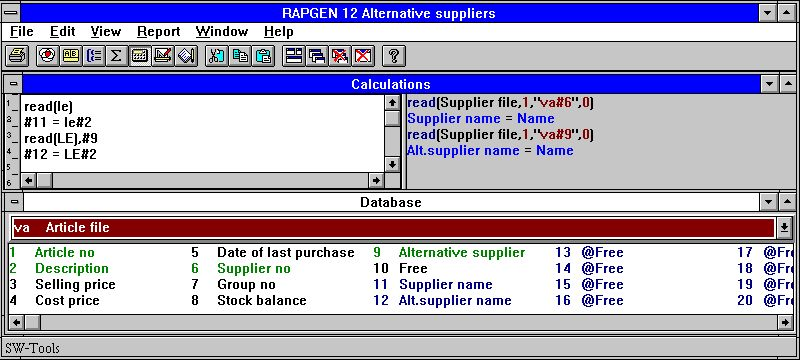 RAPGEN 12 Alternative suppliers
File Edit View Report Window Help
Calculations
1 read(le)
2 #11 = le#2
3 read(LE),#9
4 #12 = LE#2
5
6
read(Supplier file,1,"va#6",0)
Supplier name = Name
read(Supplier file,1,"va#9",0)
Alt.supplier name = Name
Database
va Article file
1 Article no 5 Date of last purchase 9 Alternative supplier 13 @Free 17 @Fre
2 Description 6 Supplier no 10 Free 14 @Free 18 @Fre
3 Selling price 7 Group no 11 Supplier name 15 @Free 19 @Fre
4 Cost price 8 Stock balance 12 Alt.supplier name 16 @Free 20 @Fre
SW-Tools